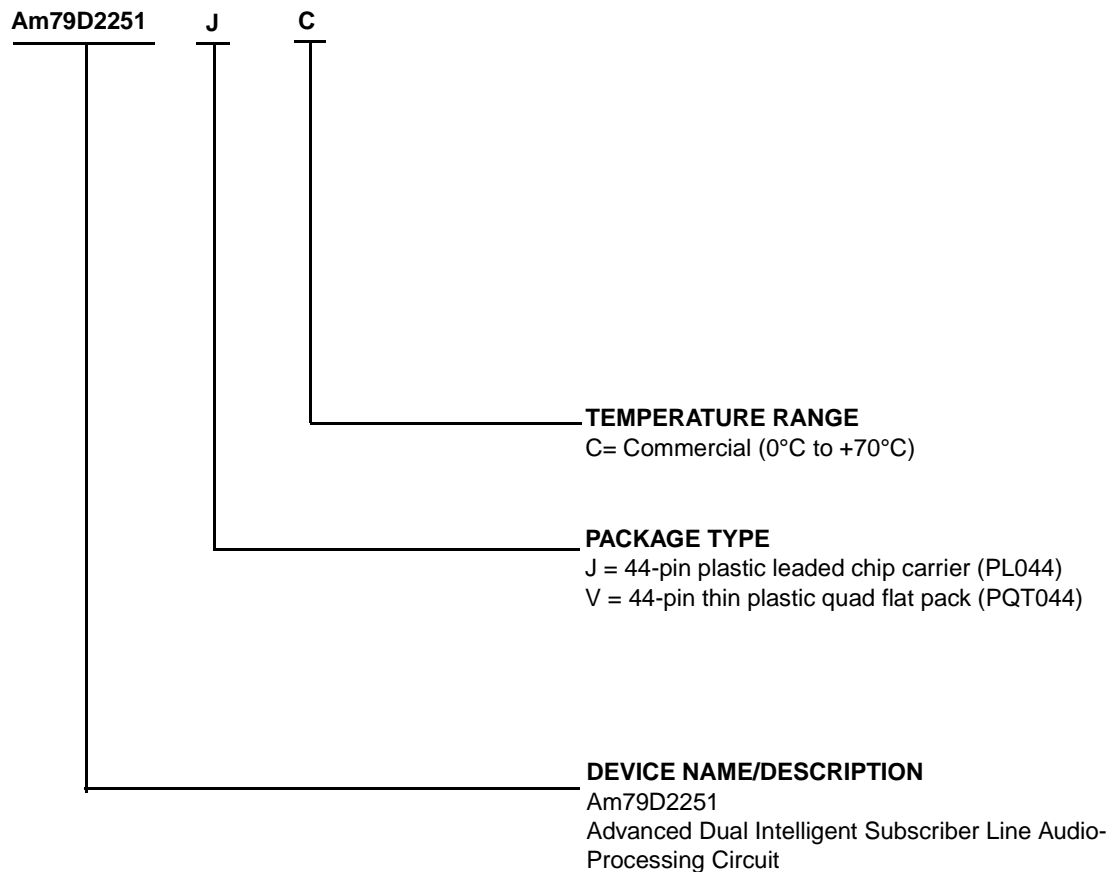 Am79D2251 J C
TEMPERATURE RANGE
C= Commercial (0°C to +70°C)
PACKAGE TYPE
J = 44-pin plastic leaded chip carrier (PL044)
V = 44-pin thin plastic quad flat pack (PQT044)
DEVICE NAME/DESCRIPTION
Am79D2251
Advanced Dual Intelligent Subscriber Line Audio-
Processing Circuit